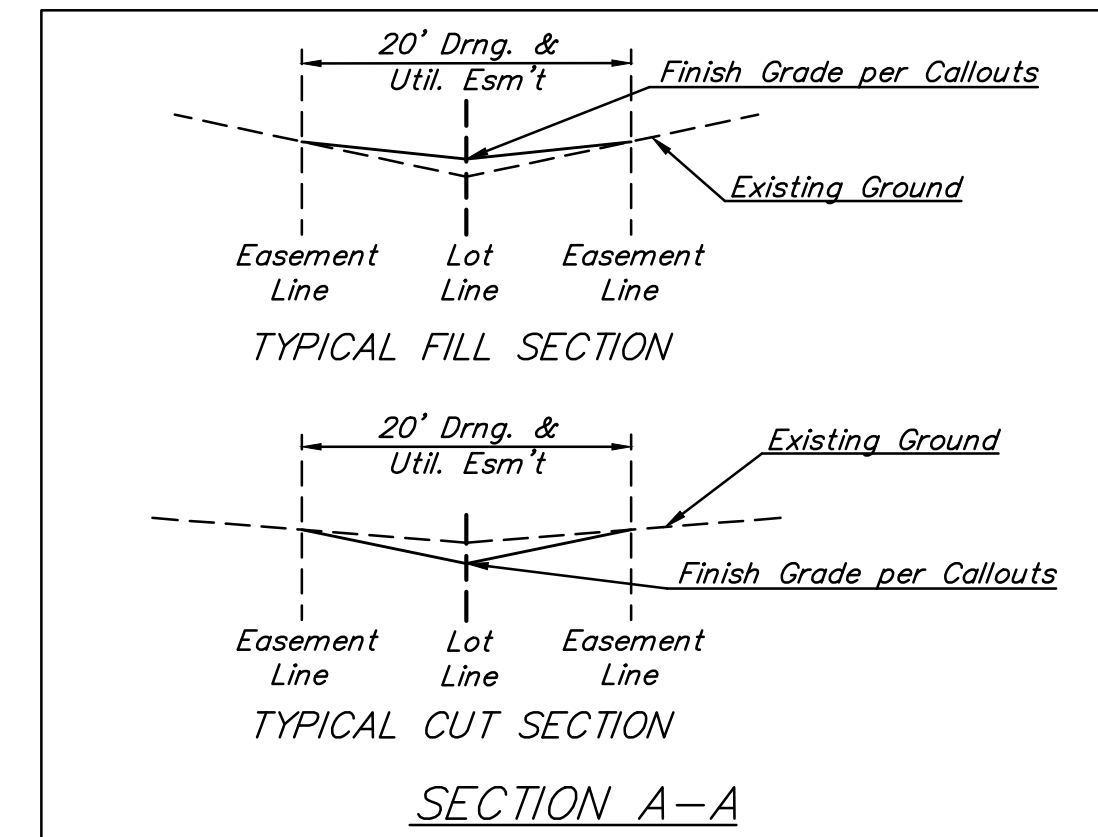 20' Drng. &
Util. Esm't
Finish Grade per Callouts
Existing Ground
Easement
Line
Lot
Line
Easement
Line
TYPICAL FILL SECTION
20' Drng. &
Util. Esm't
Existing Ground
Finish Grade per Callouts
Easement
Line
Lot
Line
Easement
Line
TYPICAL CUT SECTION
SECTION A-A